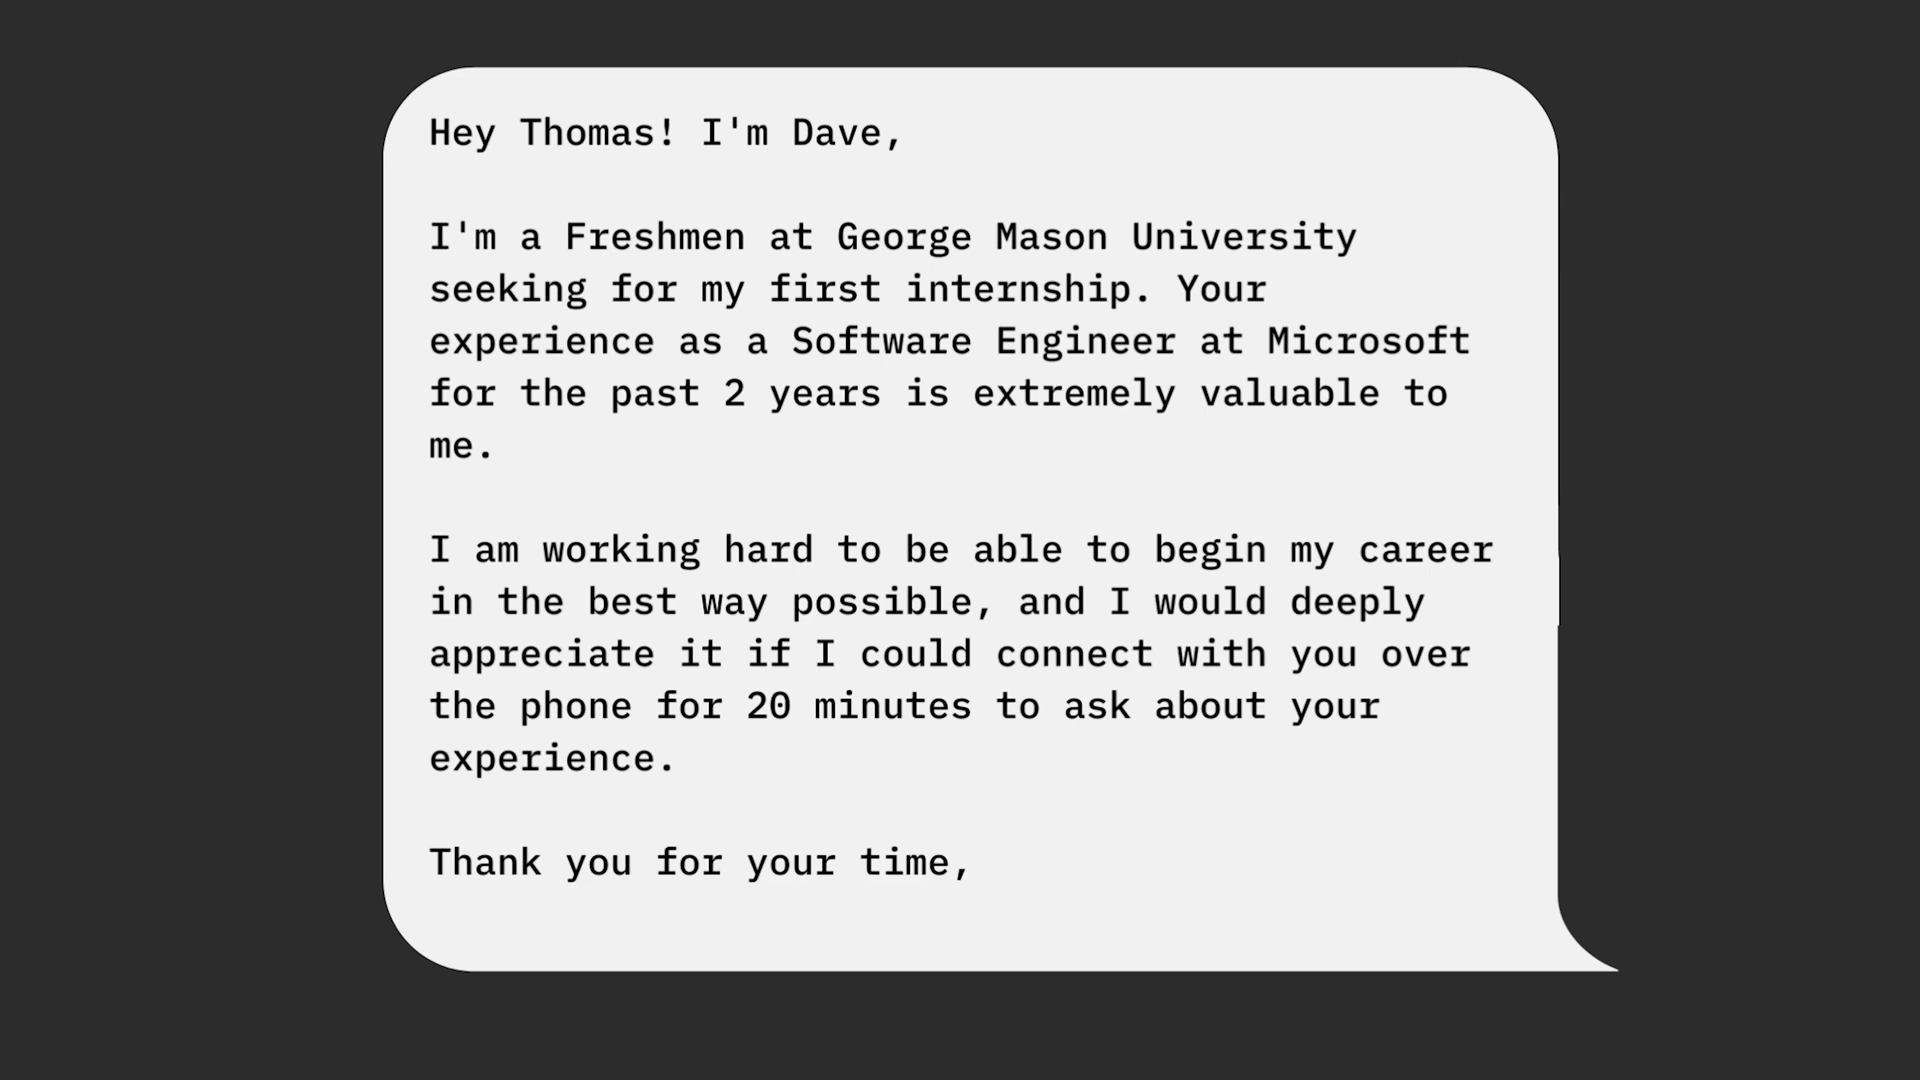 Hey Thomas! I'm Dave,
I'm a Freshmen at George Mason University
seeking for my first internship. Your
experience as a Software Engineer at Microsoft
for the past 2 years is extremely valuable to
me.
I am working hard to be able to begin my career
in the best way possible, and I would deeply
appreciate it if I could connect with you over
the phone for 20 minutes to ask about your
experience.
Thank you for your time,